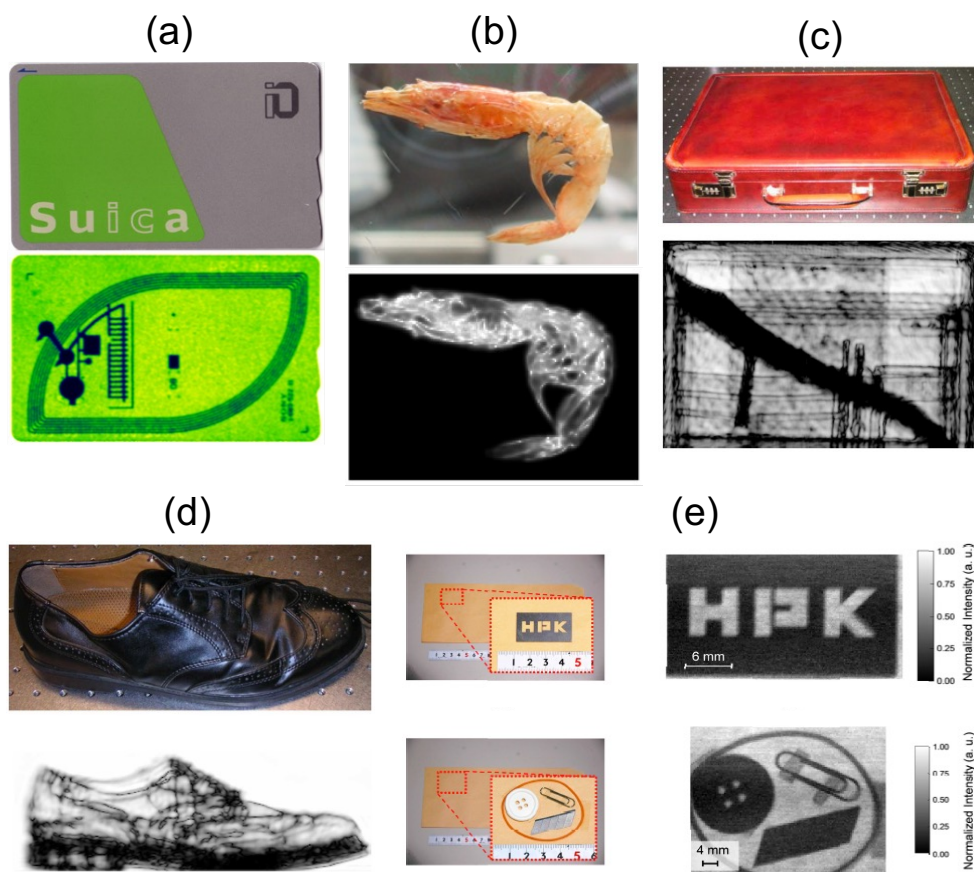 (a)
(b)
(c)
iO
Suica
(d)
(e)
HPK
1 2 3 4 5
HPK
6 mm
1.00
0.75
0.50
0.25
0.00
Normalized Intensity (a. u.)
1 2 3 4 5 6
4 mm
1.00
0.75
0.50
0.25
0.00
Normalized Intensity (a. u.)